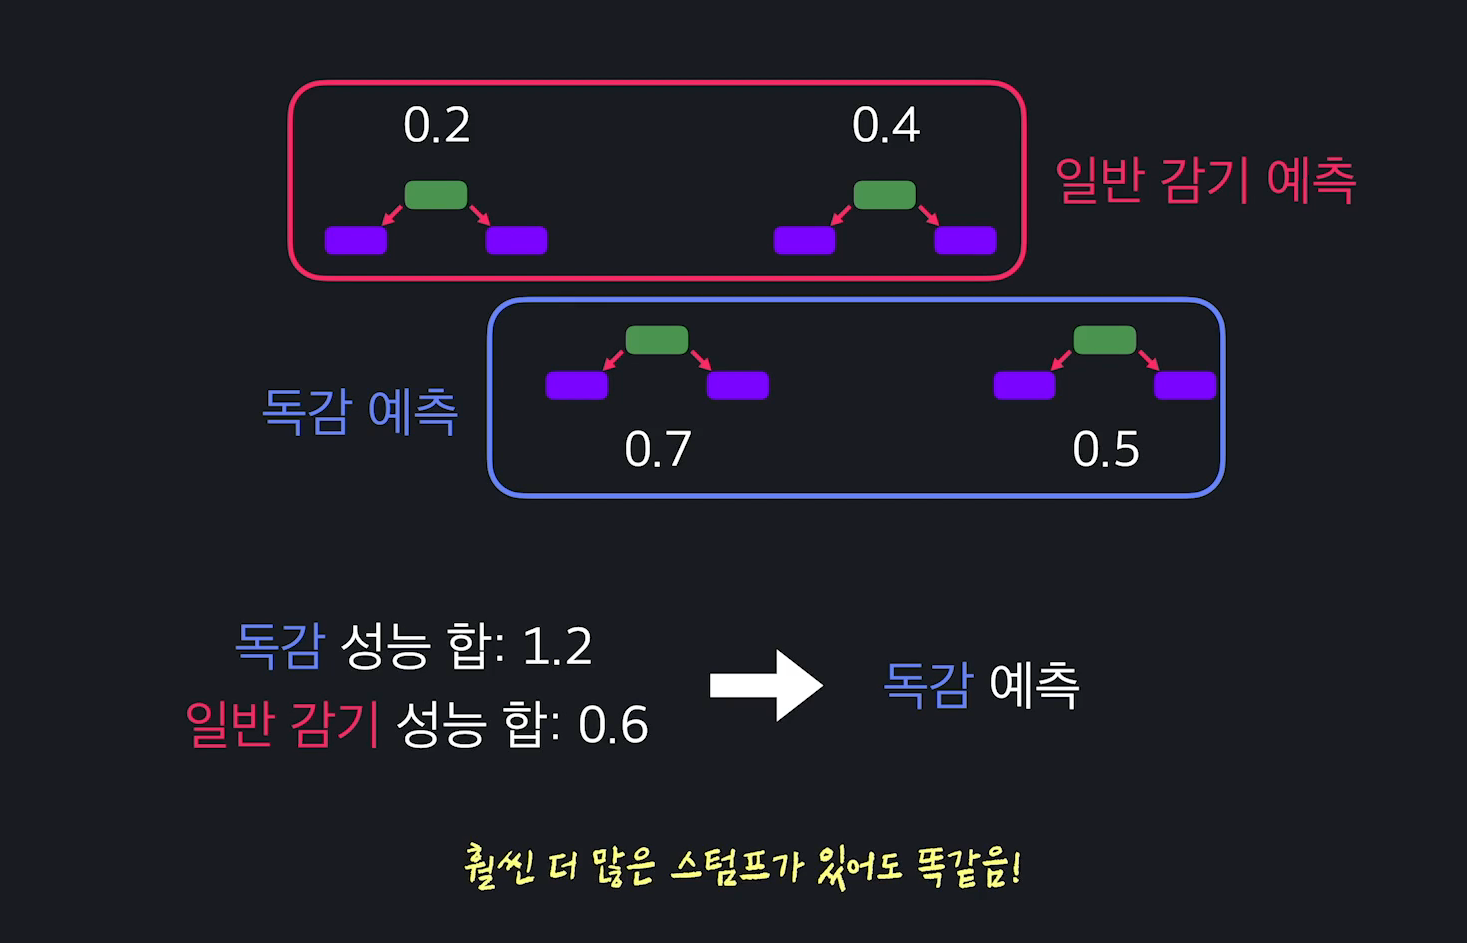 0.2 0.4
일반 감기 예측
독감 예측
0.7 0.5
독감 성능 합: 1.2
일반 감기 성능 합: 0.6
독감 예측
훨씬 더 많은 스텀프가 있어도 똑같음!